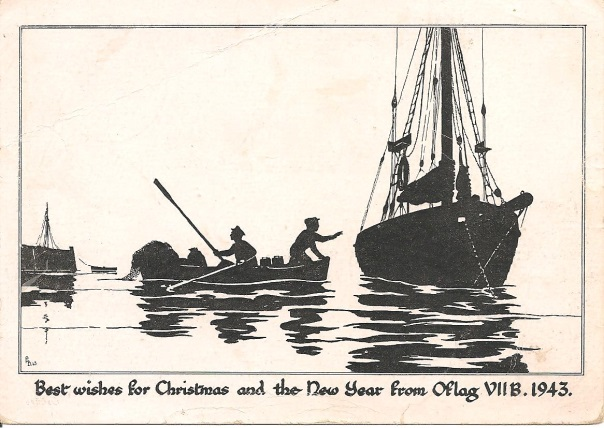 Best wishes for Christmas and the New Year from Oflag VIIB. 1943.